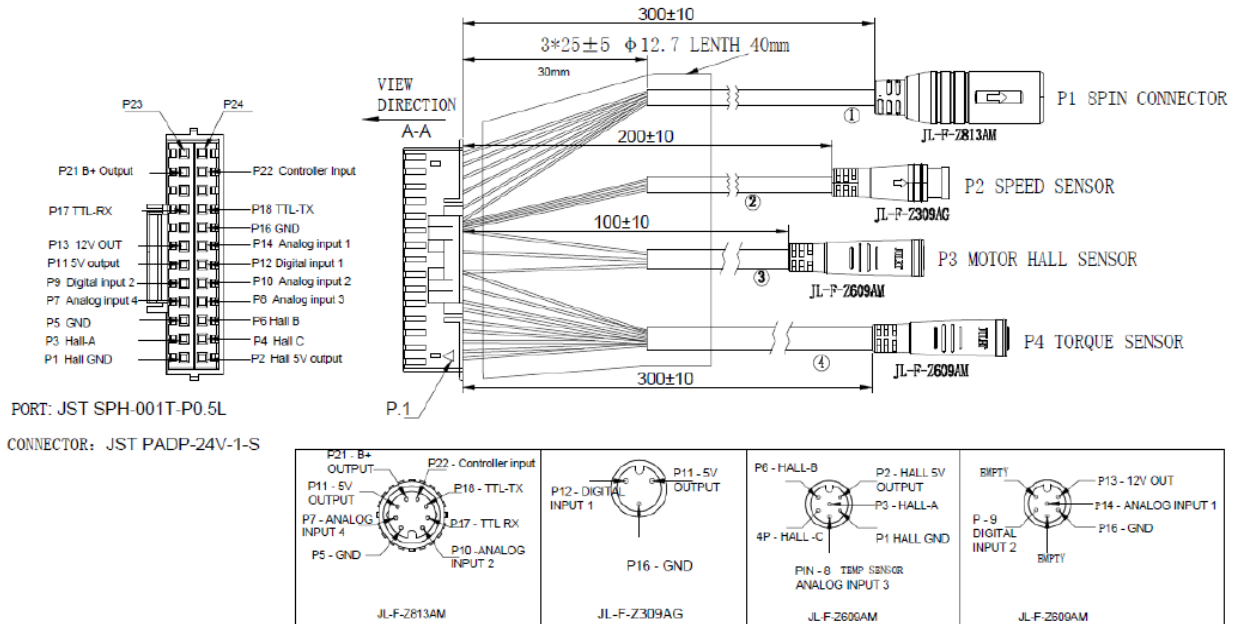 300±10
3*25±5 ϕ12.7 LENTH 40mm
30mm
VIEW
DIRECTION
A-A
P23
P24
P21 B+ Output
P22 Controller Input
P17 TTL-RX
P18 TTL-TX
P16 GND
P13 12V OUT
P14 Analog input 1
P11 5V output
P12 Digital input 1
P9 Digital input 2
P10 Analog input 2
P7 Analog input 4
P8 Analog input 3
P5 GND
P6 Hall B
P3 Hall-A
P4 Hall C
P1 Hall GND
P2 Hall 5V output
PORT: JST SPH-001T-P0.5L
CONNECTOR: JST PADP-24V-1-S
P.1
①
JL-F-Z813AM
P1 8PIN CONNECTOR
200±10
②
JL-F-Z309AG
P2 SPEED SENSOR
100±10
③
JL-F-Z609AM
P3 MOTOR HALL SENSOR
④
JL-F-Z609AM
P4 TORQUE SENSOR
300±10
P21 - B+
OUTPUT
P22 - Controller input
P11 - 5V
OUTPUT
P18 - TTL-TX
P7 - ANALOG
INPUT 4
P17 - TTL RX
P5 - GND
P10 -ANALOG
INPUT 2
JL-F-Z813AM
P12 - DIGITAL
INPUT 1
P11 - 5V
OUTPUT
P16 - GND
JL-F-Z309AG
P6 - HALL-B
P2 - HALL 5V
OUTPUT
P3 - HALL-A
4P - HALL -C
P1 HALL GND
PIN - 8 TEMP SENSOR
ANALOG INPUT 3
JL-F-Z609AM
EMPTY
P13 - 12V OUT
P14 - ANALOG INPUT 1
P - 9
DIGITAL
INPUT 2
P16 - GND
EMPTY
JL-F-Z609AM